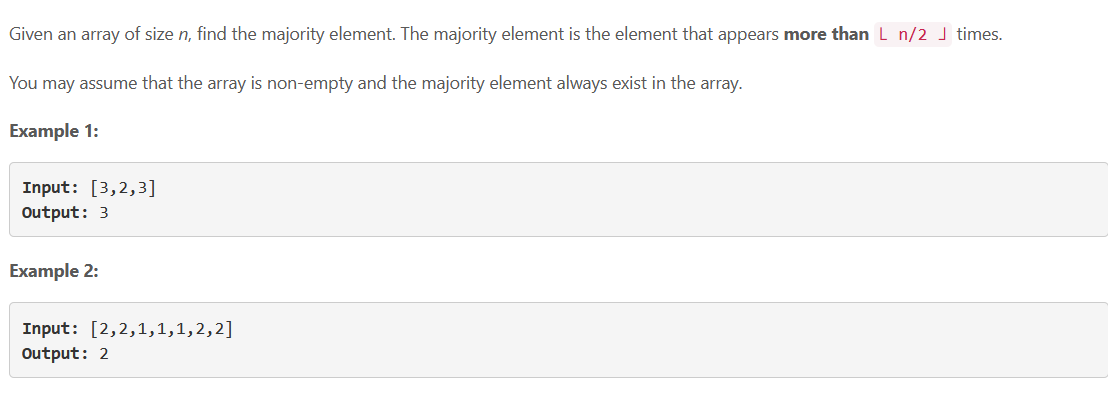 Given an array of size n, find the majority element. The majority element is the element that appears more than ⌊ n/2 ⌋ times.
You may assume that the array is non-empty and the majority element always exist in the array.
Example 1:
Input: [3,2,3]
Output: 3
Example 2:
Input: [2,2,1,1,1,2,2]
Output: 2